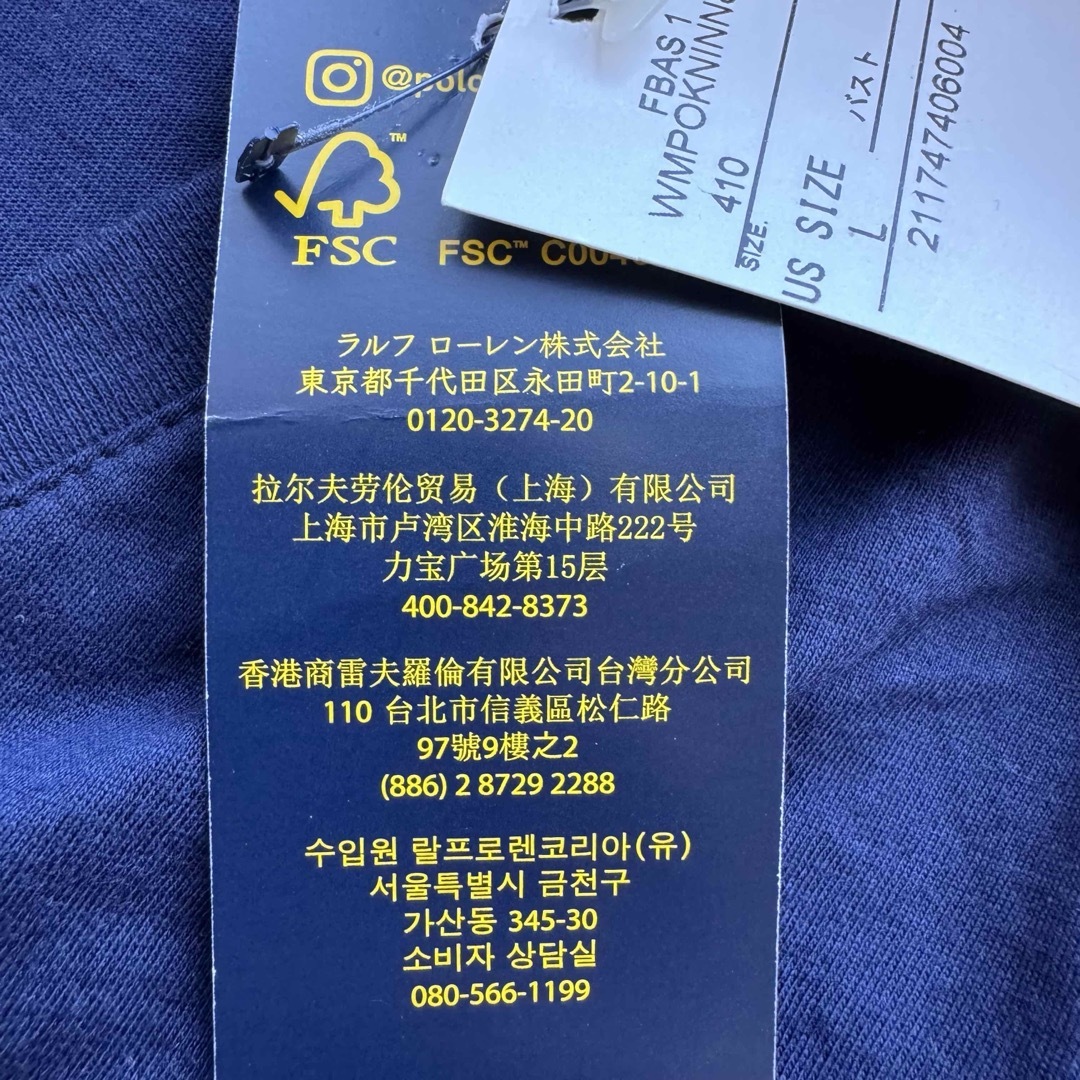 FSC
FSC™
ラルフ ローレン株式会社
東京都千代田区永田町2-10-1
0120-3274-20
拉尔夫劳伦贸易（上海）有限公司
上海市卢湾区淮海中路222号
力宝广场第15层
400-842-8373
香港商雷夫羅倫有限公司台灣分公司
110 台北市信義區松仁路
97號9樓之2
(886) 2 8729 2288
수입원 랄프로렌코리아(유)
서울특별시 금천구
가산동 345-30
소비자 상담실
080-566-1199
FBAS 1
410
SIZE.
US SIZE バスト
L
211747406004